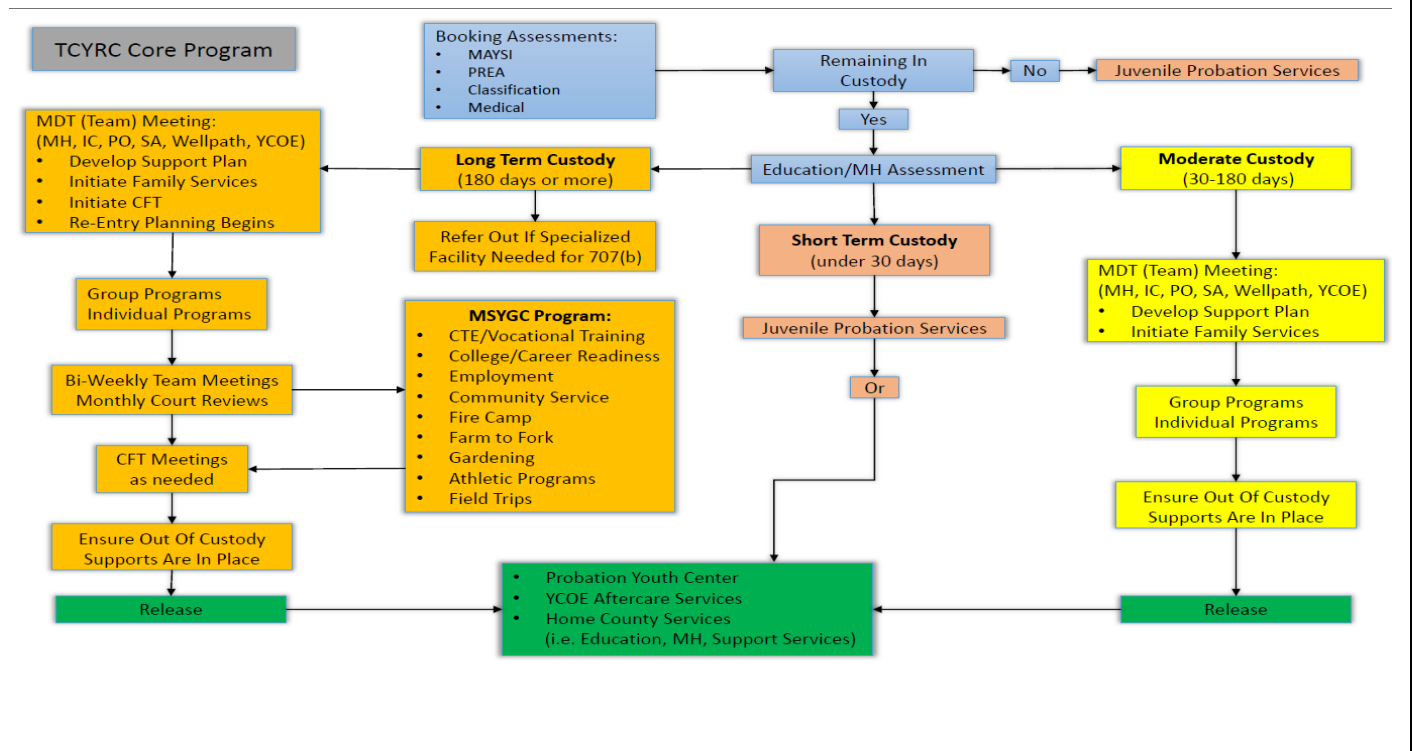 TCYRC Core Program
Booking Assessments:
• MAYSI
• PREA
• Classification
• Medical
Remaining In
Custody
No
Juvenile Probation Services
Yes
Education/MH Assessment
Long Term Custody
(180 days or more)
Refer Out If Specialized
Facility Needed for 707(b)
MDT (Team) Meeting:
(MH, IC, PO, SA, Wellpath, YCOE)
• Develop Support Plan
• Initiate Family Services
• Initiate CFT
• Re-Entry Planning Begins
Group Programs
Individual Programs
Bi-Weekly Team Meetings
Monthly Court Reviews
MSYGC Program:
• CTE/Vocational Training
• College/Career Readiness
• Employment
• Community Service
• Fire Camp
• Farm to Fork
• Gardening
• Athletic Programs
• Field Trips
CFT Meetings
as needed
Ensure Out Of Custody
Supports Are In Place
Release
Short Term Custody
(under 30 days)
Juvenile Probation Services
Or
Moderate Custody
(30-180 days)
MDT (Team) Meeting:
(MH, IC, PO, SA, Wellpath, YCOE)
• Develop Support Plan
• Initiate Family Services
Group Programs
Individual Programs
Ensure Out Of Custody
Supports Are In Place
Release
• Probation Youth Center
• YCOE Aftercare Services
• Home County Services
(i.e. Education, MH, Support Services)